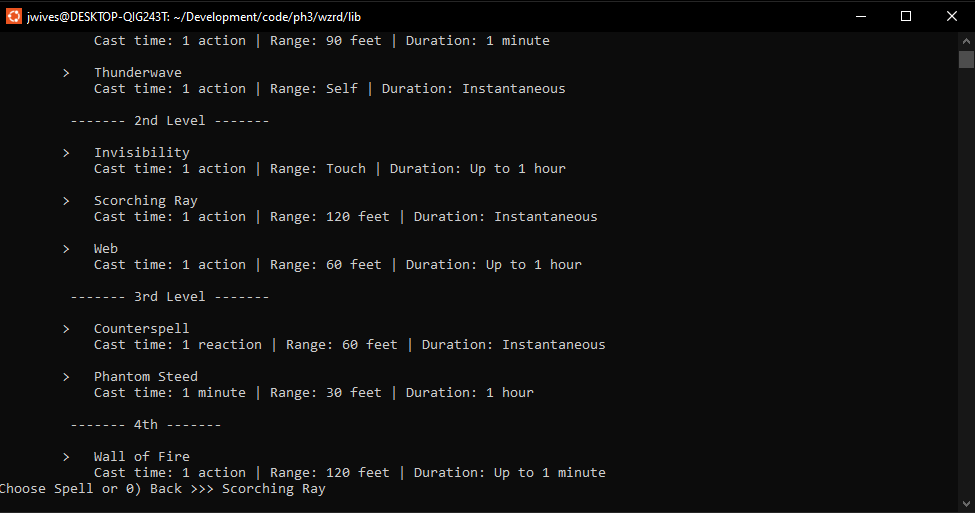 jwives@DESKTOP-QIG243T: ~/Development/code/ph3/wzrd/lib
Cast time: 1 action | Range: 90 feet | Duration: 1 minute
> Thunderwave
Cast time: 1 action | Range: Self | Duration: Instantaneous
------- 2nd Level -------
> Invisibility
Cast time: 1 action | Range: Touch | Duration: Up to 1 hour
> Scorching Ray
Cast time: 1 action | Range: 120 feet | Duration: Instantaneous
> Web
Cast time: 1 action | Range: 60 feet | Duration: Up to 1 hour
------- 3rd Level -------
> Counterspell
Cast time: 1 reaction | Range: 60 feet | Duration: Instantaneous
> Phantom Steed
Cast time: 1 minute | Range: 30 feet | Duration: 1 hour
------- 4th -------
> Wall of Fire
Cast time: 1 action | Range: 120 feet | Duration: Up to 1 minute
Choose Spell or 0) Back >>> Scorching Ray